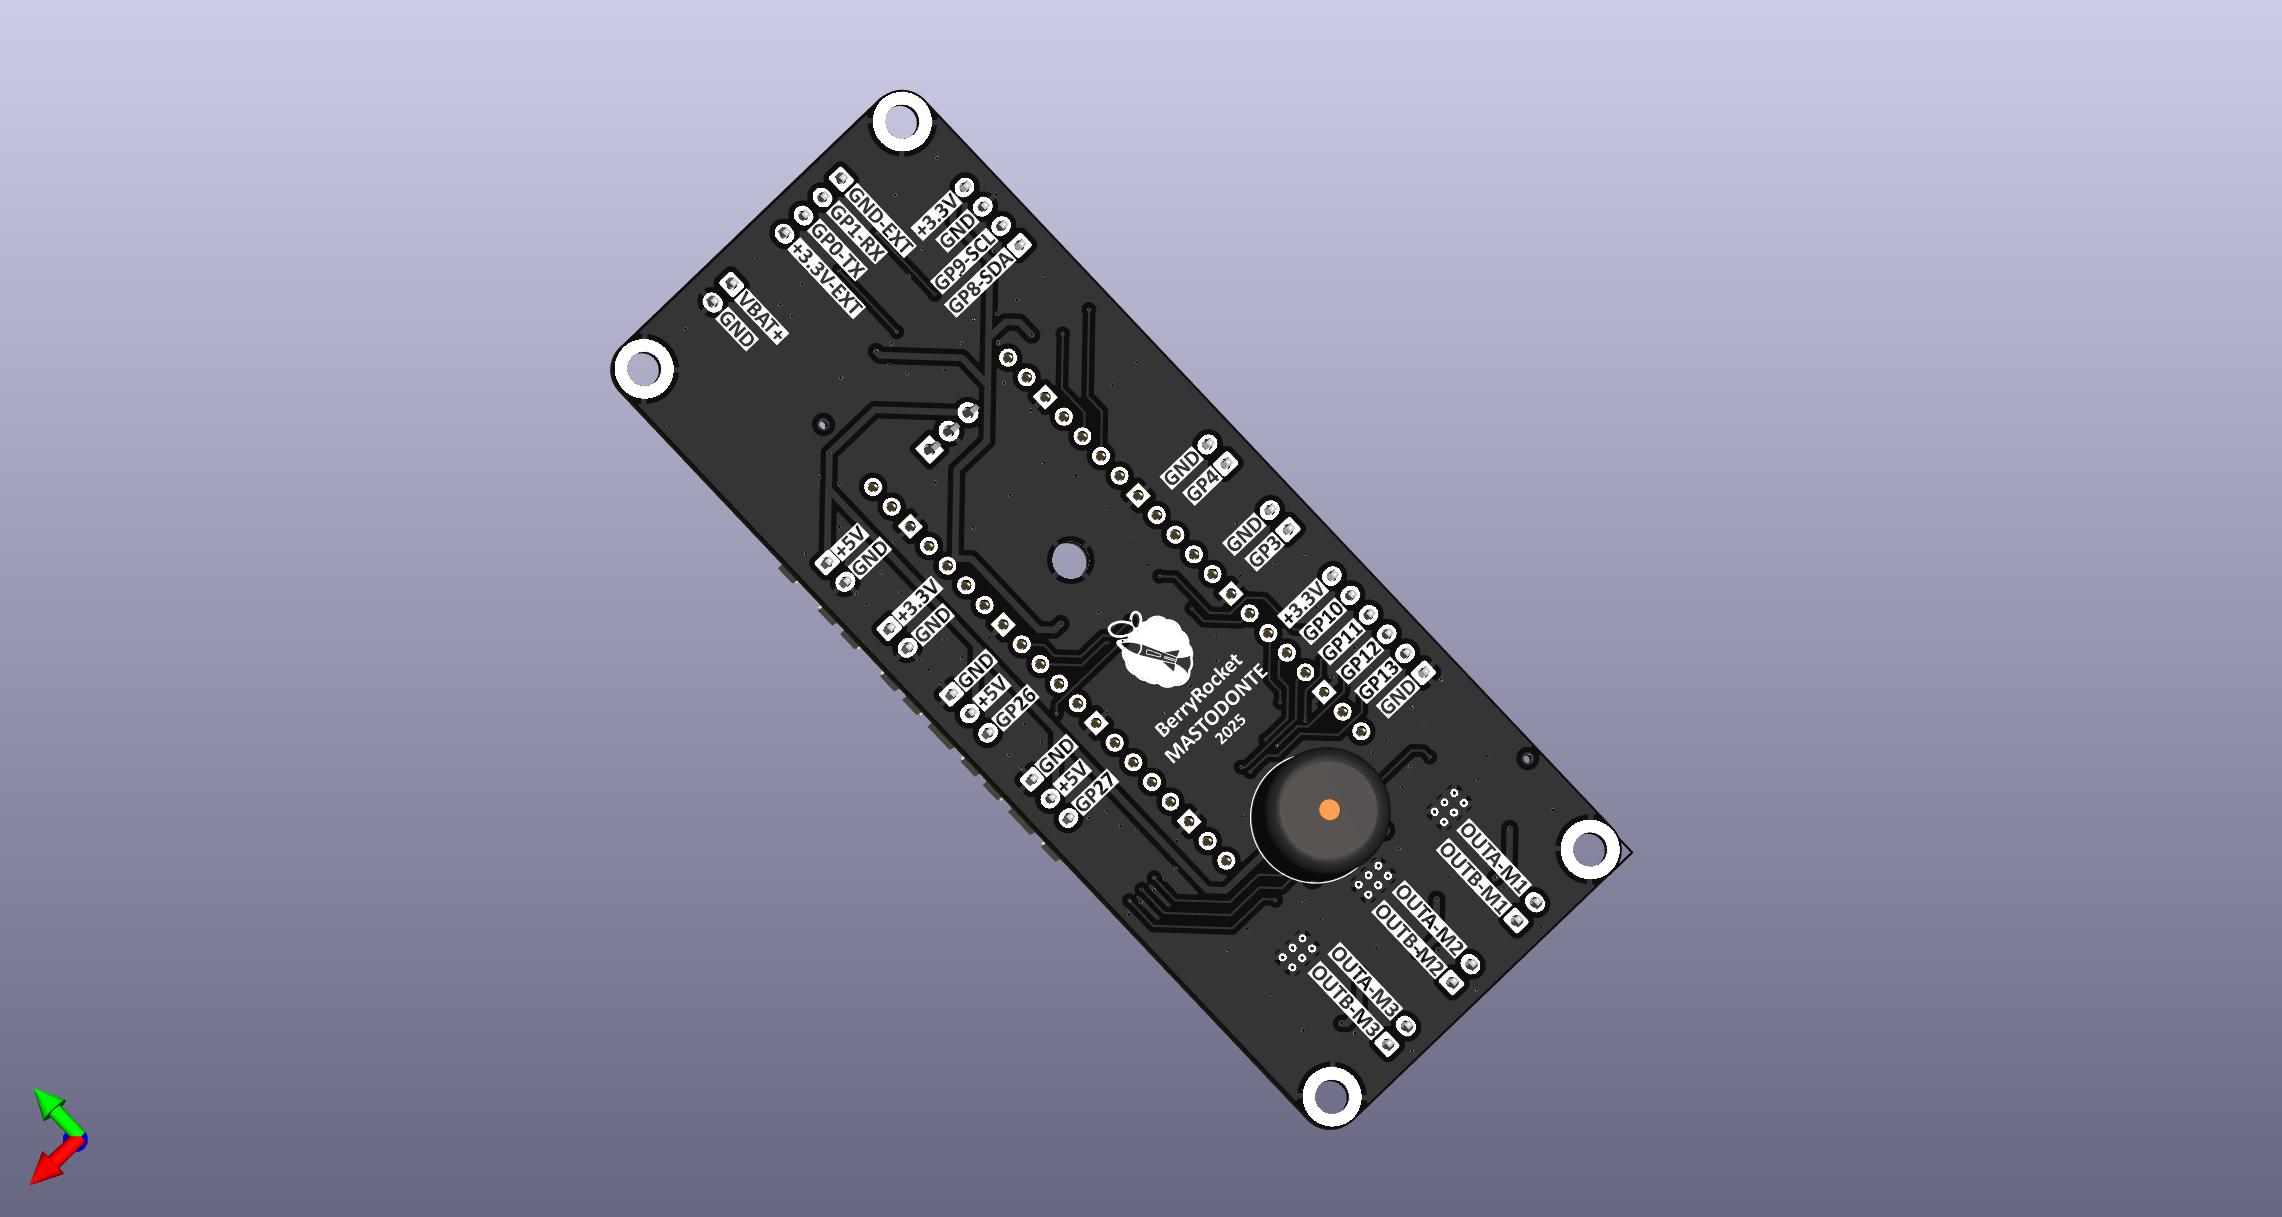 GND-EXT
GP1-RX
GP0-TX
+3.3V-EXT
+3.3V
GND
GP9-SCL
GP8-SDA
VBAT+
GND
GND
GP4
GND
GP3
+5V
GND
+3.3V
GND
+3.3V
GP10
GP11
GP12
GP13
GND
GND
+5V
GP26
GND
+5V
GP27
BerryRocket
MASTODONTE
2025
OUTA-M1
OUTB-M1
OUTA-M2
OUTB-M2
OUTA-M3
OUTB-M3